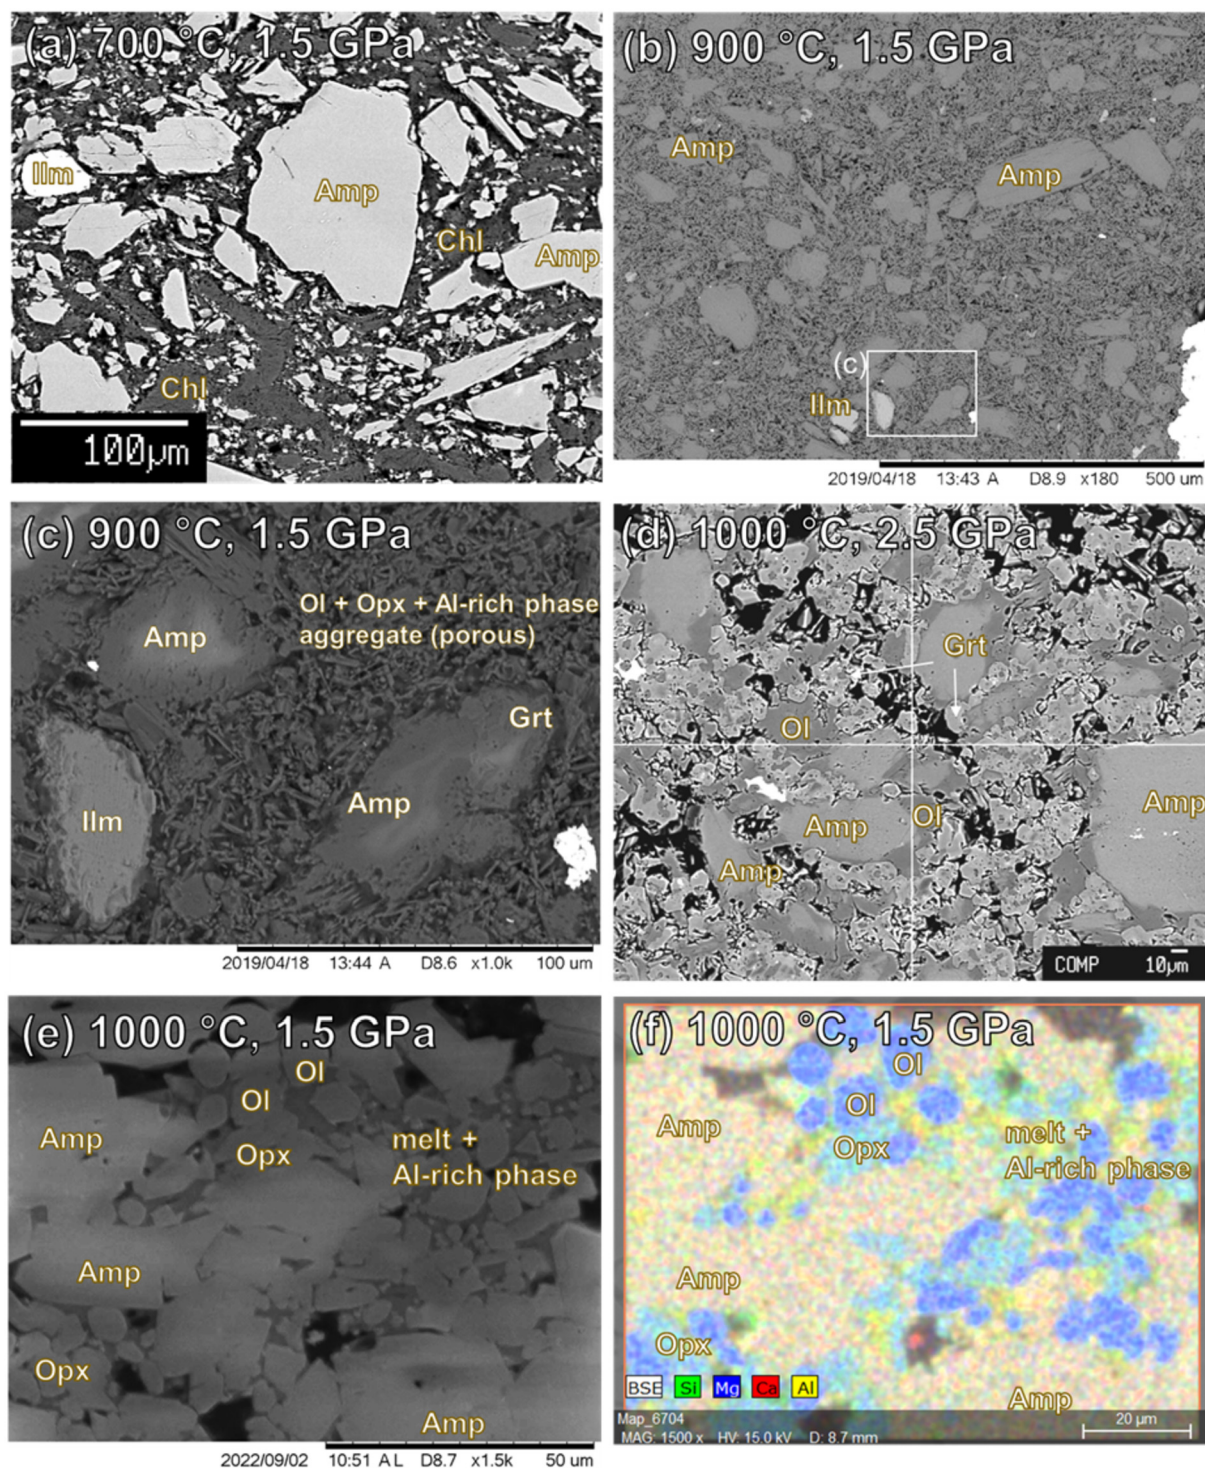 (a) 700 °C, 1.5 GPa
Ilm
Amp
Chl
Amp
Chl
100µm
(b) 900 °C, 1.5 GPa
Amp
Amp
(c)
Ilm
2019/04/18 13:43 A D8.9 x180 500 um
(c) 900 °C, 1.5 GPa
Ol + Opx + Al-rich phase
aggregate (porous)
Amp
Grt
Amp
Ilm
2019/04/18 13:44 A D8.6 x1.0k 100 um
(d) 1000 °C, 2.5 GPa
Grt
Ol
Amp
Amp
Ol
Amp
COMP 10µm
(e) 1000 °C, 1.5 GPa
Ol
Ol
Amp
Opx
melt +
Al-rich phase
Amp
Opx
Amp
2022/09/02 10:51 A L D8.7 x1.5k 50 um
(f) 1000 °C, 1.5 GPa
Ol
Ol
Amp
Opx
melt +
Al-rich phase
Amp
Opx
Amp
BSE Si Mg Ca Al
Map_6704
MAG: 1500 x HV: 15.0 kV D: 8.7 mm
20 µm